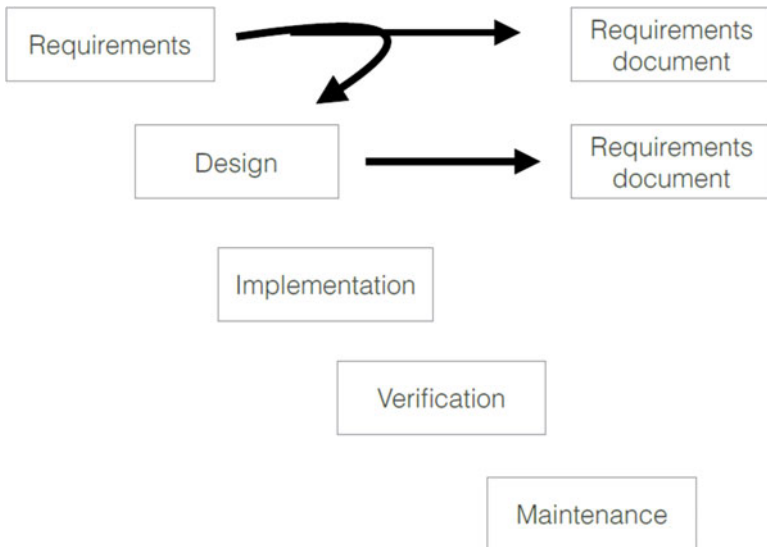 Requirements
Requirements
document
Design
Requirements
document
Implementation
Verification
Maintenance